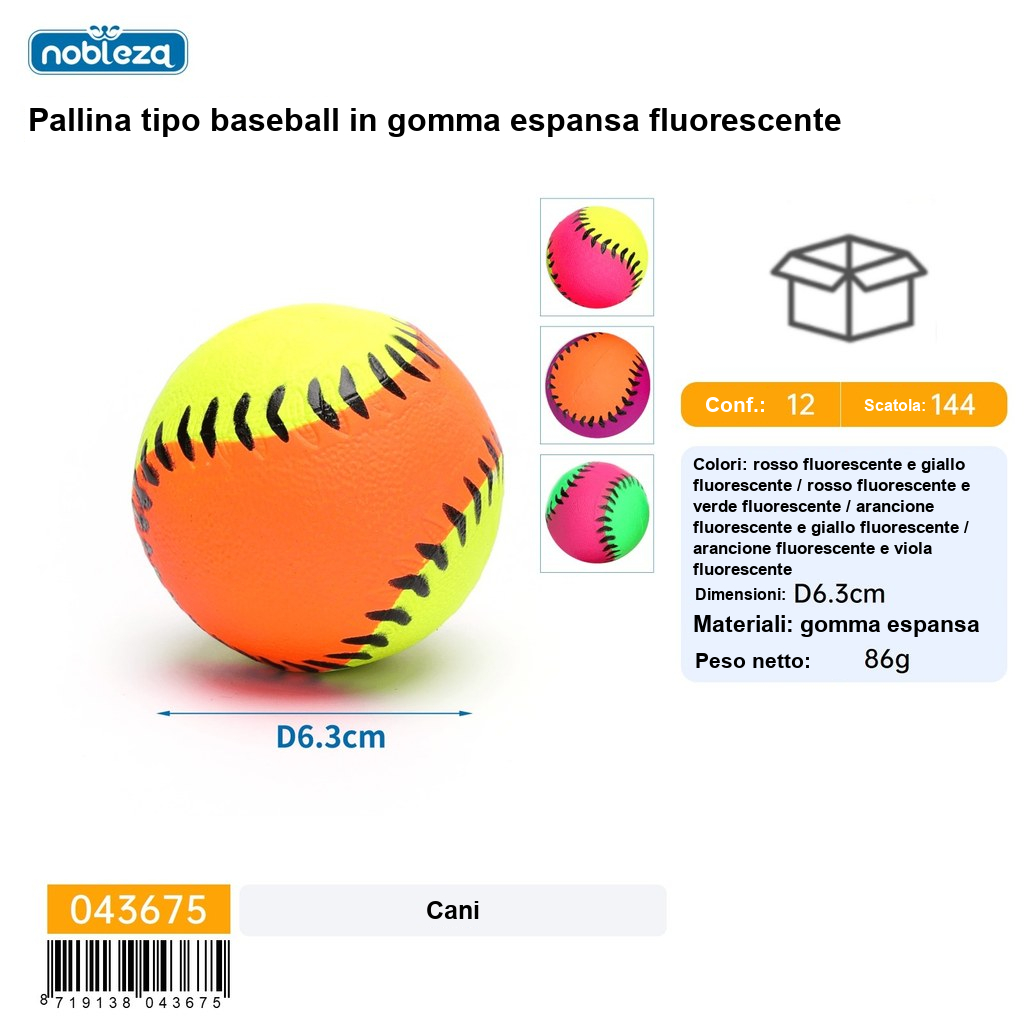 nobleza
Pallina tipo baseball in gomma espansa fluorescente
Conf.: 12
Scatola: 144
Colori: rosso fluorescente e giallo
fluorescente / rosso fluorescente e
verde fluorescente / arancione
fluorescente e giallo fluorescente /
arancione fluorescente e viola
fluorescente
Dimensioni: D6.3cm
Materiali: gomma espansa
Peso netto: 86g
D6.3cm
043675
Cani
8 719138 043675